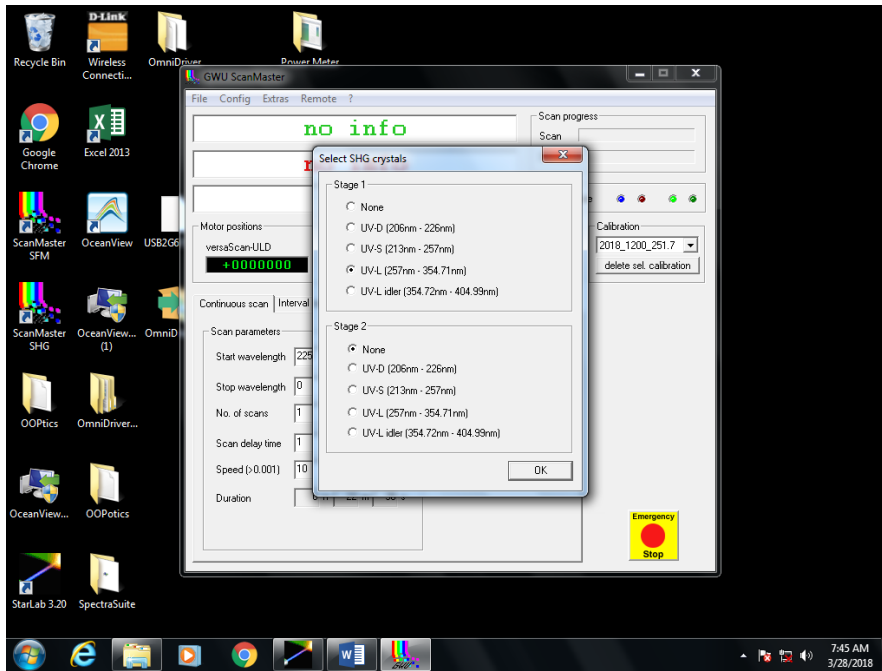 Recycle Bin
D-Link
Wireless Connecti...
OmniDriver
Power Meter
Google Chrome
Excel 2013
ScanMaster SFM
OceanView
USB2G6
ScanMaster SHG
OceanView... (1)
OmniD
OOPtics
OmniDriver...
OceanView...
OOPotics
StarLab 3.20
SpectraSuite
GWU ScanMaster
File Config Extras Remote ?
no info
Scan progress
Scan
Motor positions
versaScan-ULD
+0000000
Calibration
2018_1200_251.7
delete sel. calibration
Continuous scan
Interval
Scan parameters
Start wavelength 225
Stop wavelength 0
No. of scans 1
Scan delay time 1
Speed (>0.001) 10
Duration
Emergency
Stop
Select SHG crystals
Stage 1
None
UV-D (206nm - 226nm)
UV-S (213nm - 257nm)
UV-L (257nm - 354.71nm)
UV-L idler (354.72nm - 404.99nm)
Stage 2
None
UV-D (206nm - 226nm)
UV-S (213nm - 257nm)
UV-L (257nm - 354.71nm)
UV-L idler (354.72nm - 404.99nm)
OK
GWU
7:45 AM
3/28/2018